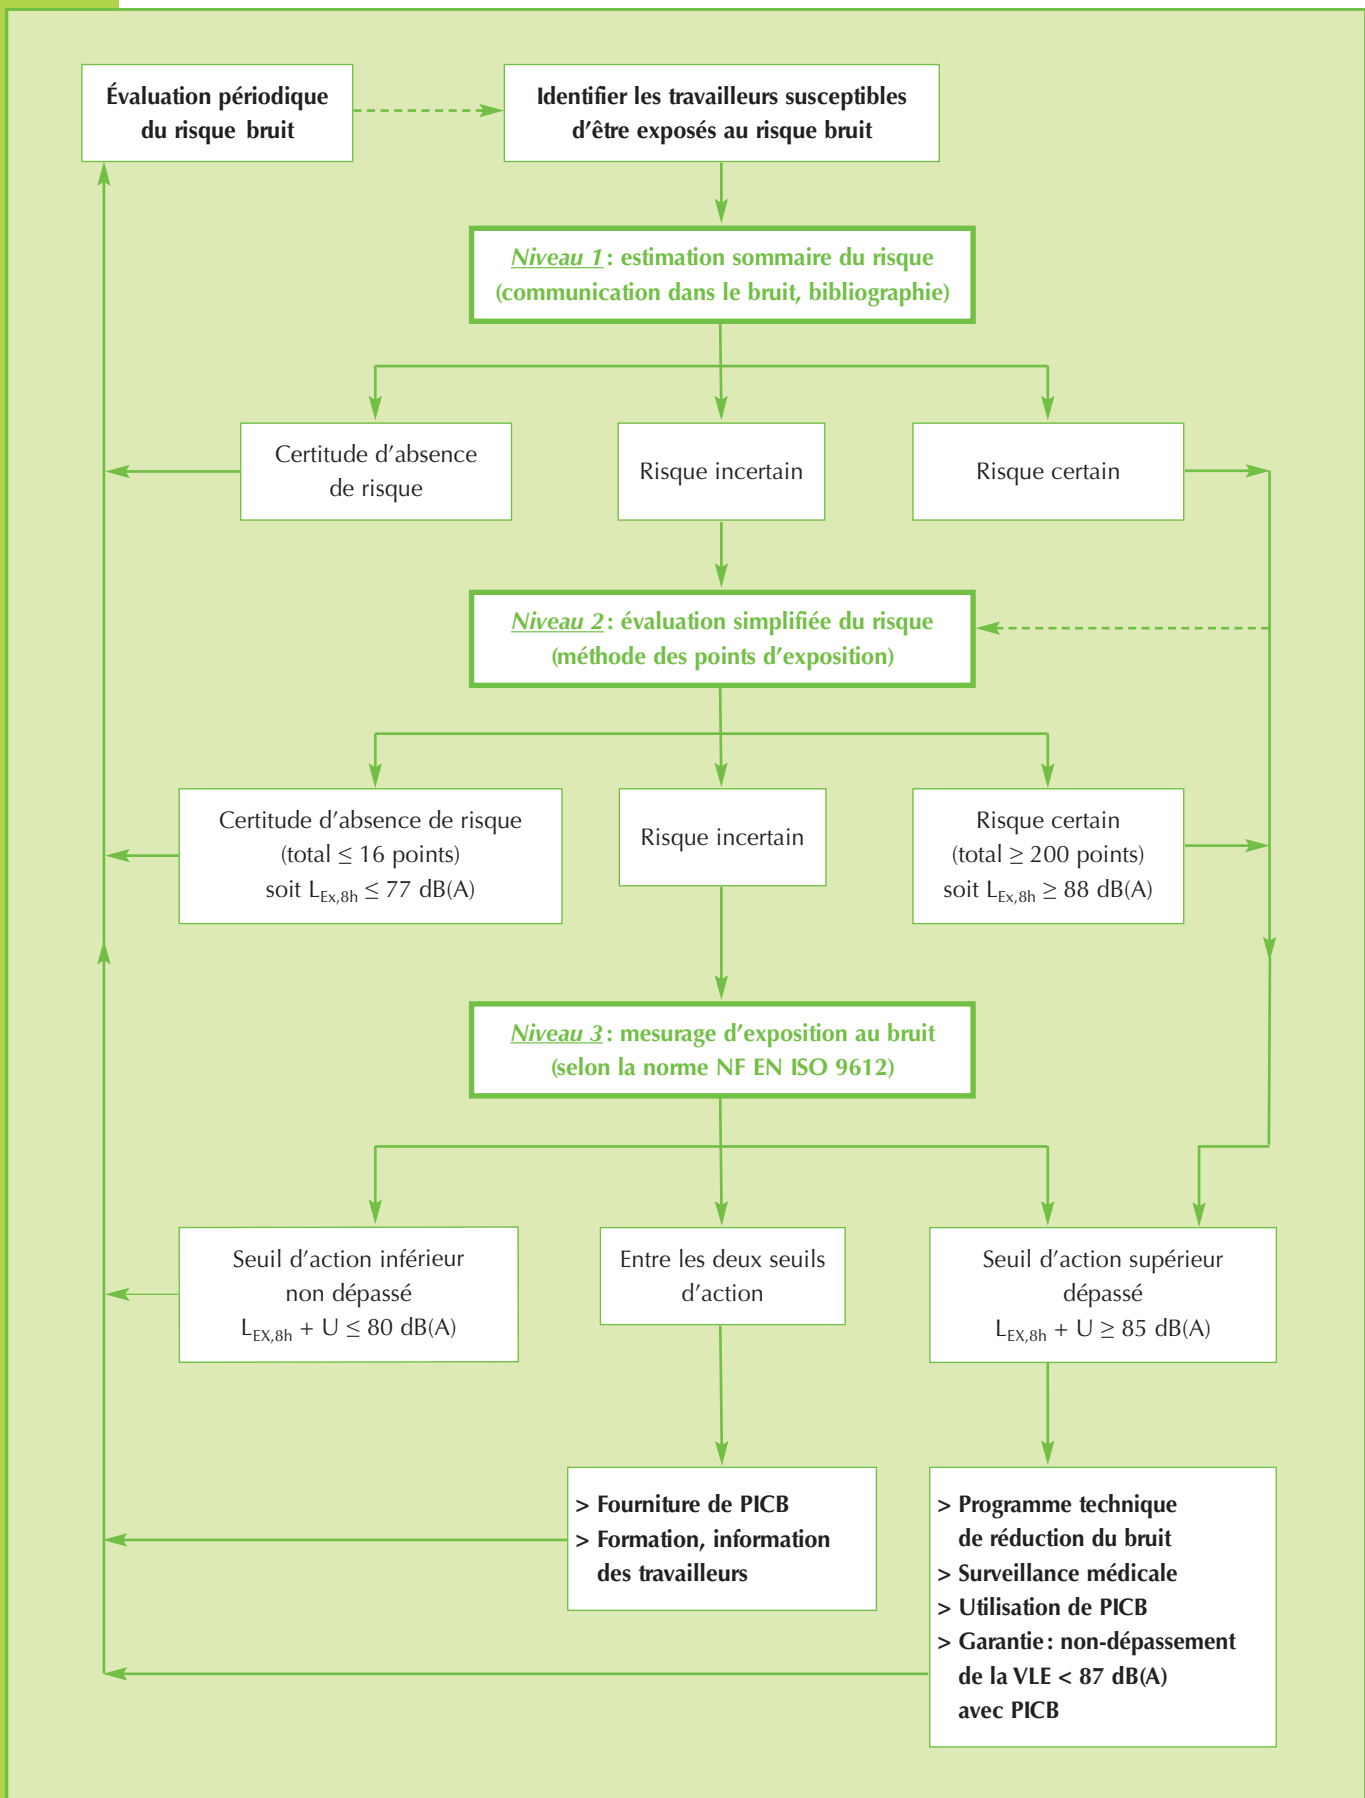 Évaluation périodique
du risque bruit
Identifier les travailleurs susceptibles
d’être exposés au risque bruit
Niveau 1 : estimation sommaire du risque
(communication dans le bruit, bibliographie)
Certitude d’absence
de risque
Risque incertain
Risque certain
Niveau 2 : évaluation simplifiée du risque
(méthode des points d’exposition)
Certitude d’absence de risque
(total ≤ 16 points)
soit LEx,8h ≤ 77 dB(A)
Risque incertain
Risque certain
(total ≥ 200 points)
soit LEx,8h ≥ 88 dB(A)
Niveau 3 : mesurage d’exposition au bruit
(selon la norme NF EN ISO 9612)
Seuil d’action inférieur
non dépassé
LEX,8h + U ≤ 80 dB(A)
Entre les deux seuils
d’action
Seuil d’action supérieur
dépassé
LEX,8h + U ≥ 85 dB(A)
> Fourniture de PICB
> Formation, information
des travailleurs
> Programme technique
de réduction du bruit
> Surveillance médicale
> Utilisation de PICB
> Garantie : non-dépassement
de la VLE < 87 dB(A)
avec PICB